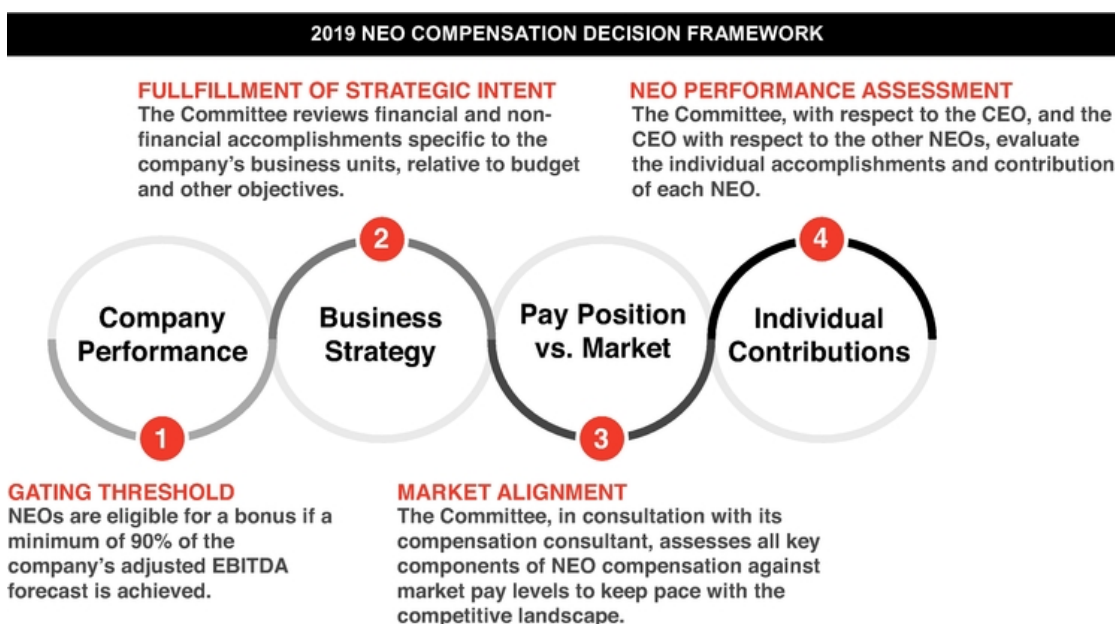 2019 NEO COMPENSATION DECISION FRAMEWORK
FULLFILLMENT OF STRATEGIC INTENT
The Committee reviews financial and non-
financial accomplishments specific to the
company's business units, relative to budget
and other objectives.
NEO PERFORMANCE ASSESSMENT
The Committee, with respect to the CEO, and the
CEO with respect to the other NEOs, evaluate
the individual accomplishments and contribution
of each NEO.
2
4
Company
Performance
Business
Strategy
Pay Position
vs. Market
Individual
Contributions
1
3
GATING THRESHOLD
NEOs are eligible for a bonus if a
minimum of 90% of the
company's adjusted EBITDA
forecast is achieved.
MARKET ALIGNMENT
The Committee, in consultation with its
compensation consultant, assesses all key
components of NEO compensation against
market pay levels to keep pace with the
competitive landscape.